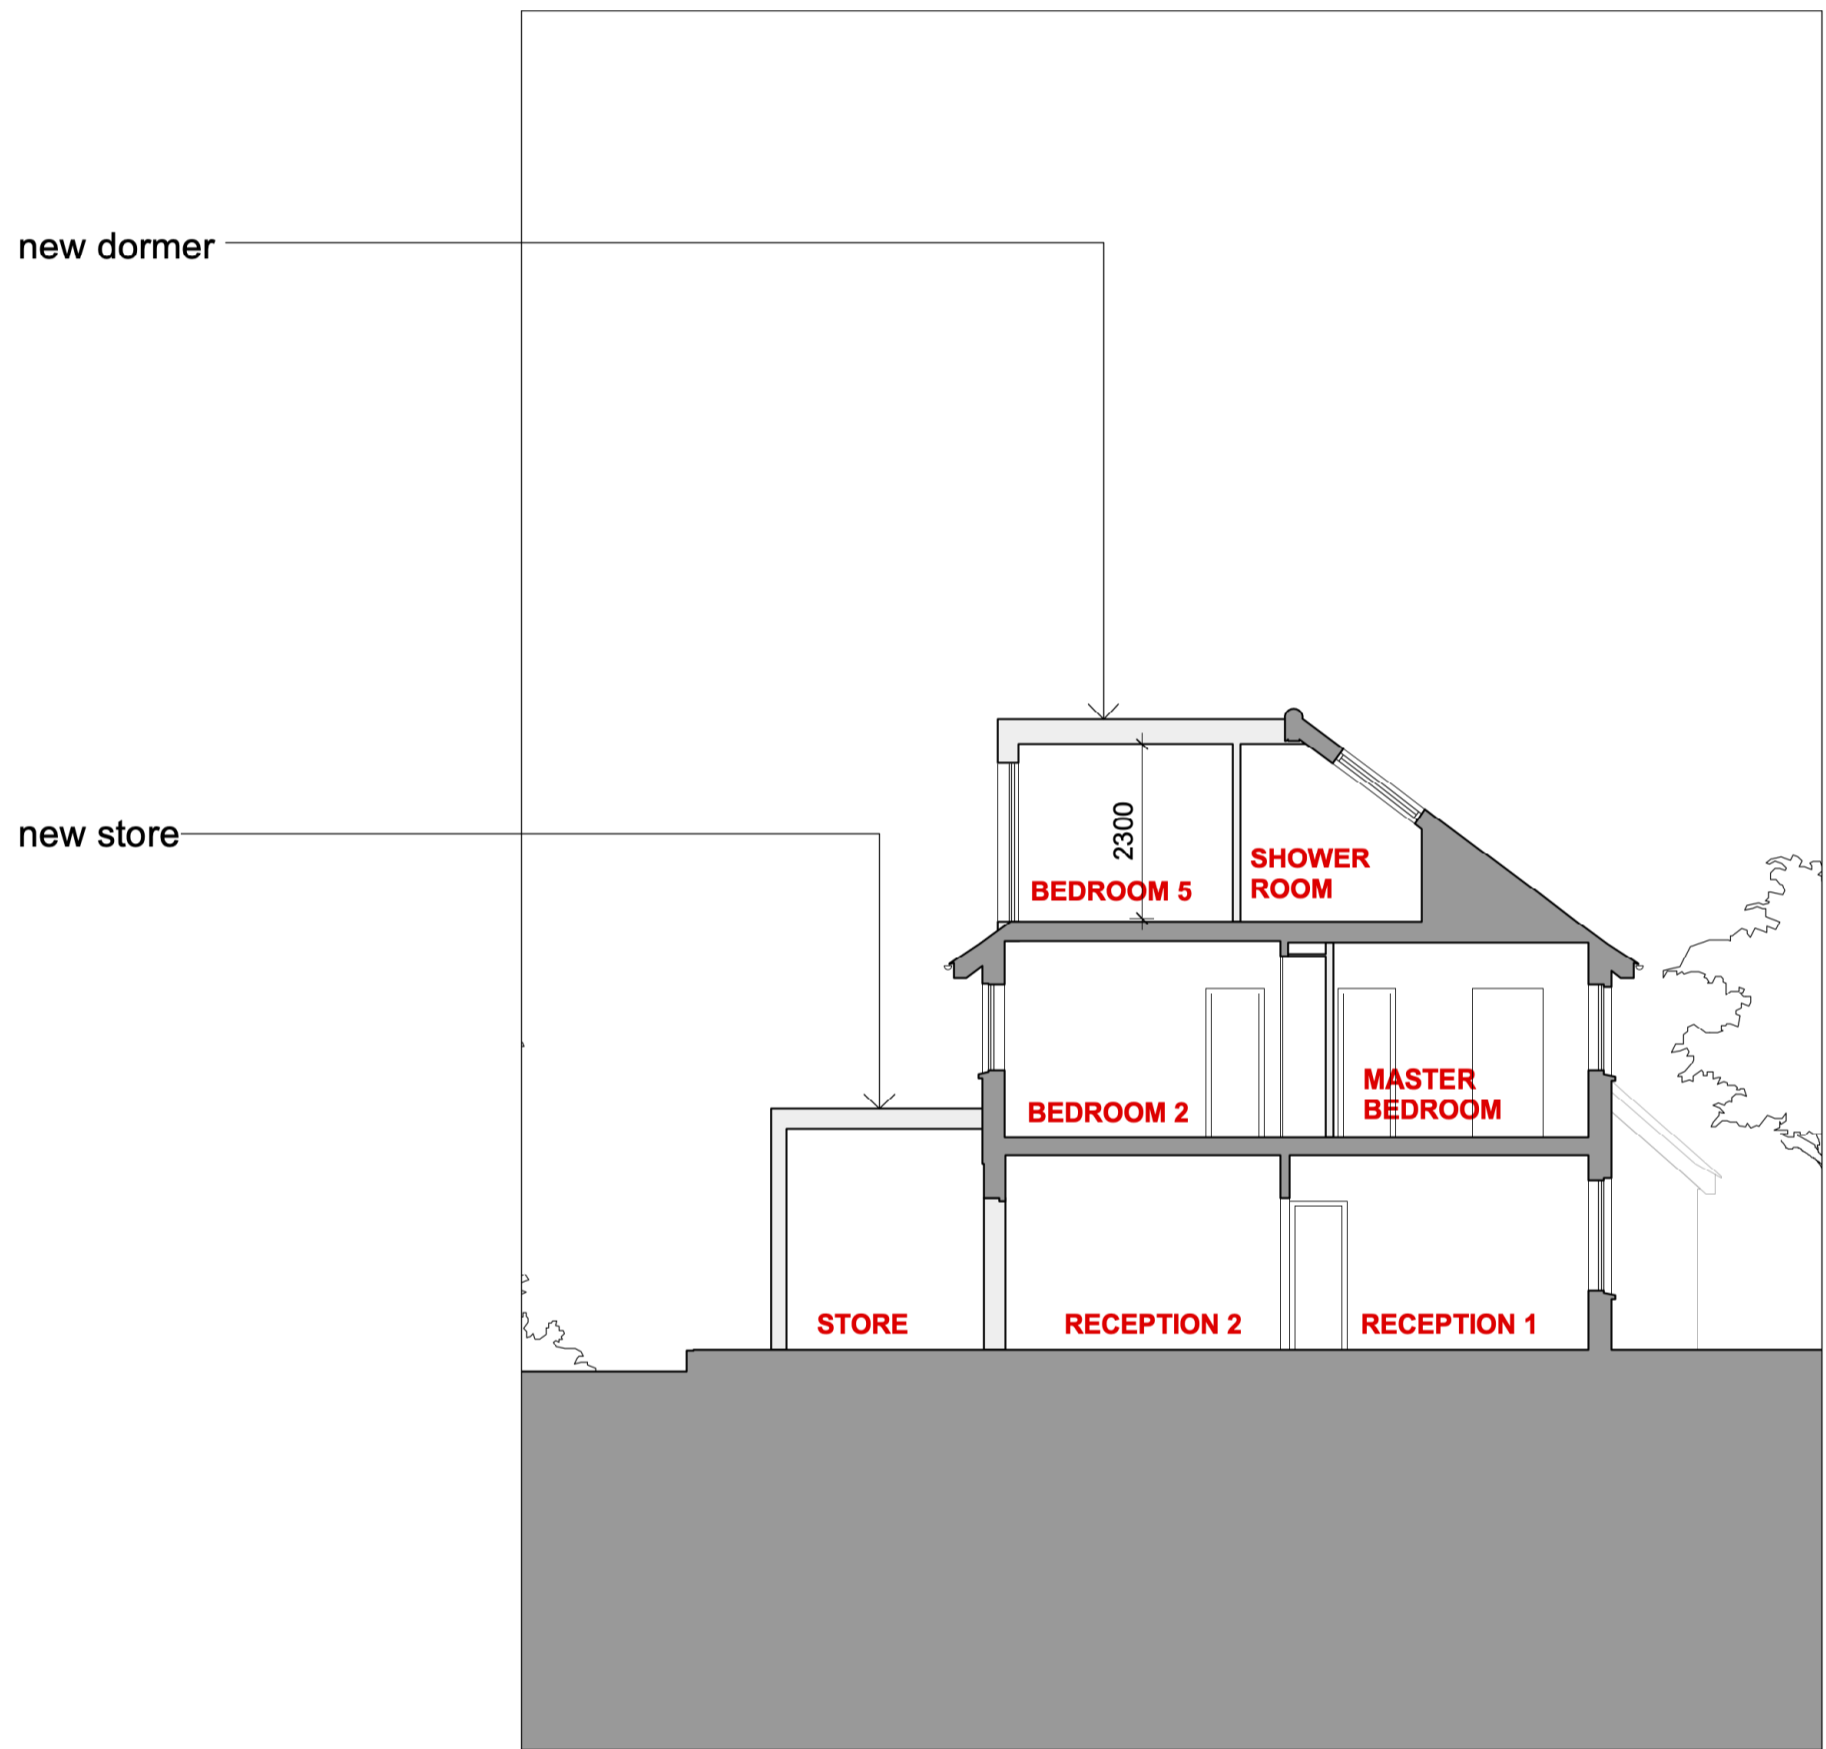 new dormer
new store
2300
SHOWER
ROOM
BEDROOM 5
MASTER
BEDROOM
BEDROOM 2
STORE
RECEPTION 2
RECEPTION 1